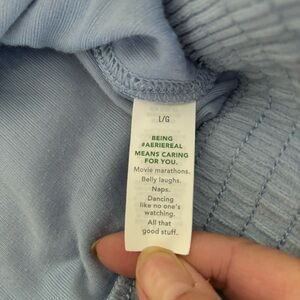 L/G
BEING
#AERIEREAL
MEANS CARING
FOR YOU.
Movie marathons.
Belly laughs.
Naps.
Dancing
like no one's
watching.
All that
good stuff.